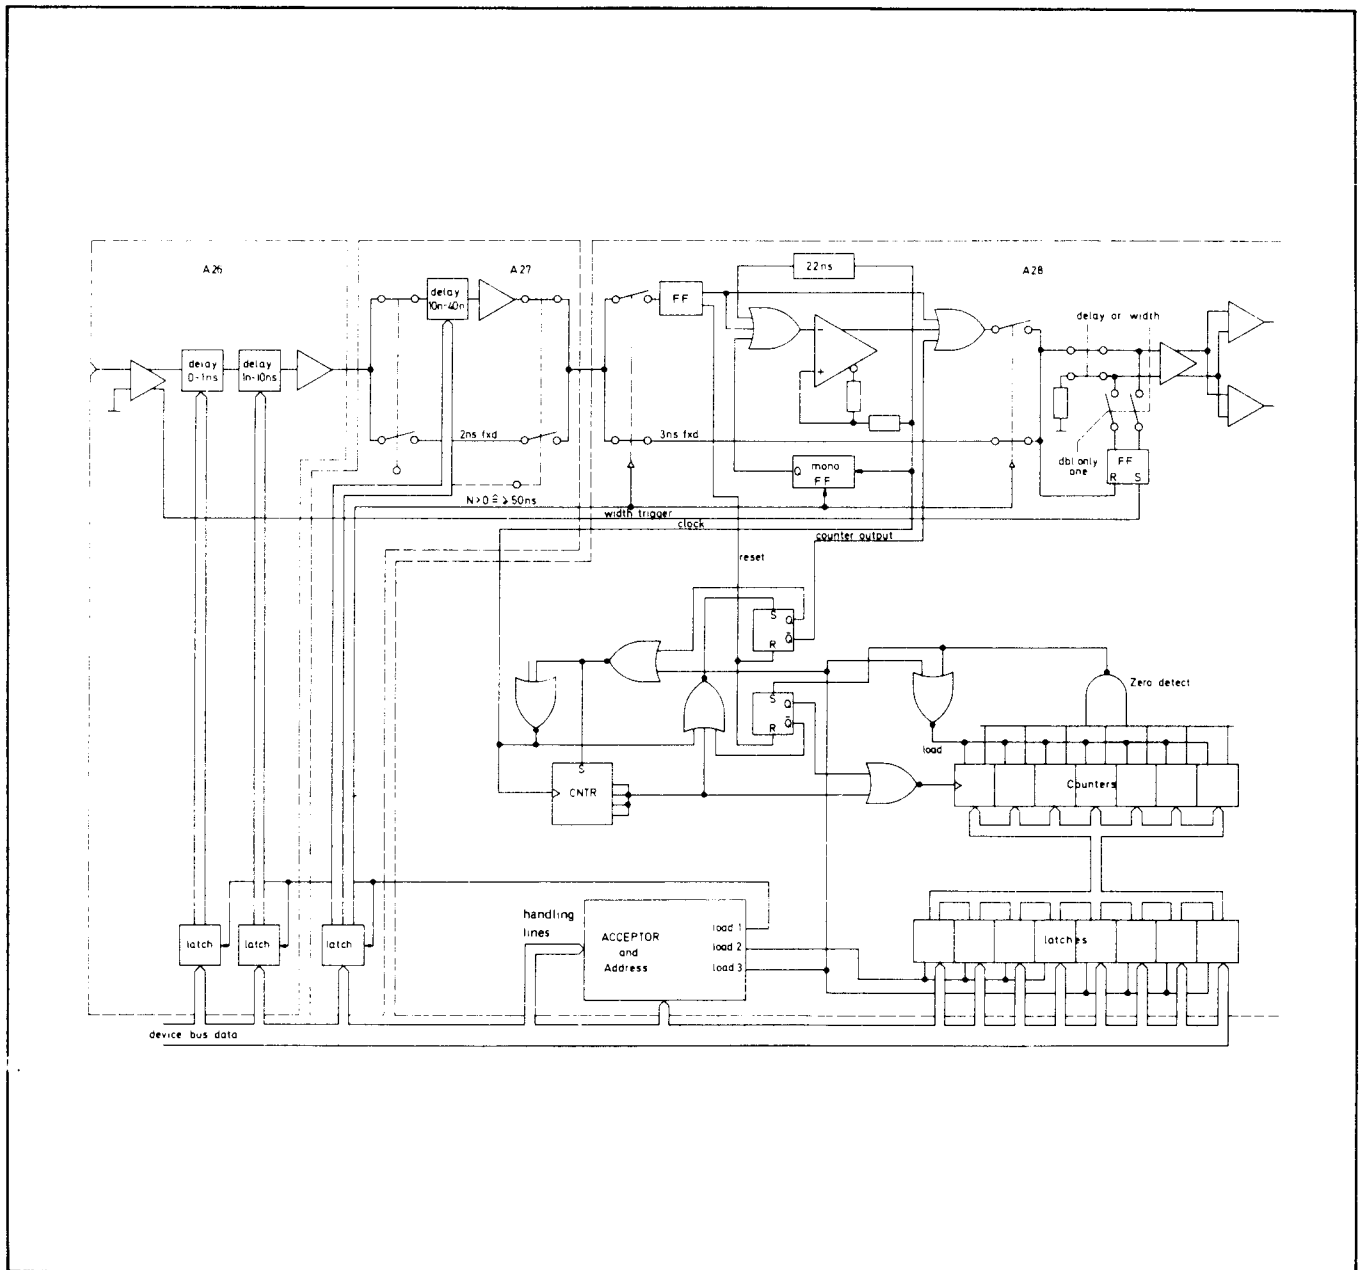 A26
A27
A28
22ns
delay
10n-40n
FF
delay or width
delay
0-1ns
delay
1n-10ns
2ns fxd
3ns fxd
mono
FF
Q
dbl only
one
FF
R S
N>0≙⩾50ns
width trigger
clock
counter output
reset
S
Q
Q̄
R
S
Q
Q̄
R
Zero detect
load
S
CNTR
Counters
handling
lines
ACCEPTOR
and
Address
load 1
load 2
load 3
latch
latch
latch
latches
device bus data